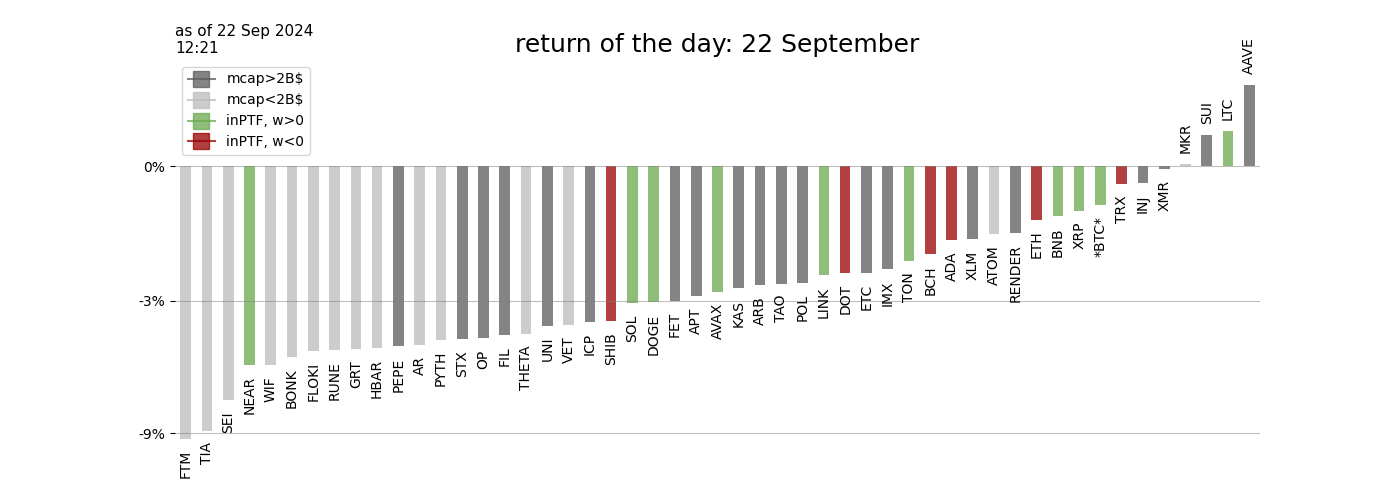 as of 22 Sep 2024
12:21
return of the day: 22 September
mcap>2B$
mcap<2B$
inPTF, w>0
inPTF, w<0
0%
-3%
-9%
FTM
TIA
SEI
NEAR
WIF
BONK
FLOKI
RUNE
GRT
HBAR
PEPE
AR
PYTH
STX
OP
FIL
THETA
UNI
VET
ICP
SHIB
SOL
DOGE
FET
APT
AVAX
KAS
ARB
TAO
POL
LINK
DOT
ETC
IMX
TON
BCH
ADA
XLM
ATOM
RENDER
ETH
BNB
XRP
*BTC*
TRX
INJ
XMR
MKR
SUI
LTC
AAVE